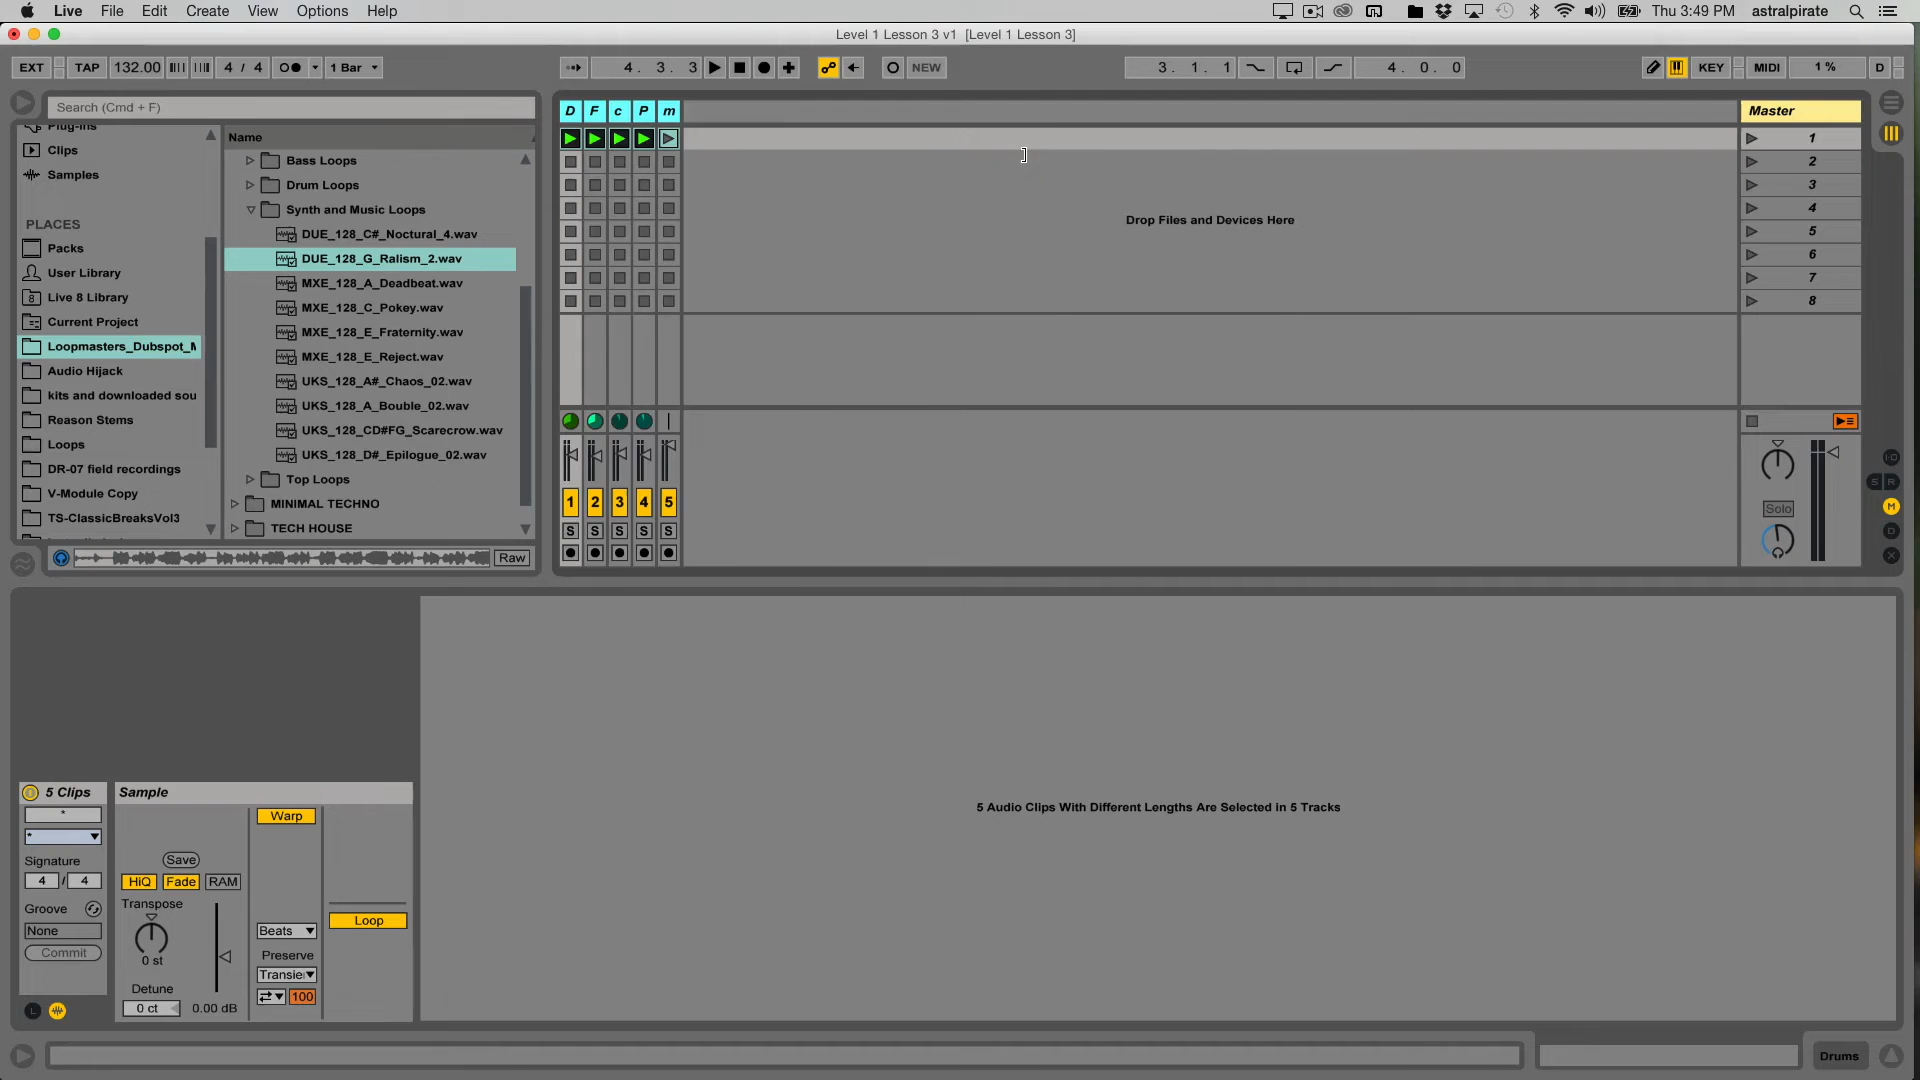 Live File Edit Create View Options Help Thu 3:49 PM astralpirate
Level 1 Lesson 3 v1 [Level 1 Lesson 3]
EXT TAP 132.00 4 / 4 1 Bar 4. 3. 3 NEW 3. 1. 1 4. 0. 0 KEY MIDI 1 % D
Search (Cmd + F)
D F c P m Master
Plug-ins
Clips
Samples
PLACES
Packs
User Library
Live 8 Library
Current Project
Loopmasters_Dubspot_M
Audio Hijack
kits and downloaded sou
Reason Stems
Loops
DR-07 field recordings
V-Module Copy
TS-ClassicBreaksVol3
Name
Bass Loops
Drum Loops
Synth and Music Loops
DUE_128_C#_Noctural_4.wav
DUE_128_G_Ralism_2.wav
MXE_128_A_Deadbeat.wav
MXE_128_C_Pokey.wav
MXE_128_E_Fraternity.wav
MXE_128_E_Reject.wav
UKS_128_A#_Chaos_02.wav
UKS_128_A_Bouble_02.wav
UKS_128_CD#FG_Scarecrow.wav
UKS_128_D#_Epilogue_02.wav
Top Loops
MINIMAL TECHNO
TECH HOUSE
Raw
Drop Files and Devices Here
1
2
3
4
5
6
7
8
1 2 3 4 5
S S S S S
Solo
I·O
S R
M
D
X
5 Clips
*
*
Signature
4 / 4
Groove
None
Commit
L
Sample
Save
HiQ Fade RAM
Transpose
0 st
Detune
0 ct 0.00 dB
Warp
Beats
Preserve
Transie
100
Loop
5 Audio Clips With Different Lengths Are Selected in 5 Tracks
Drums